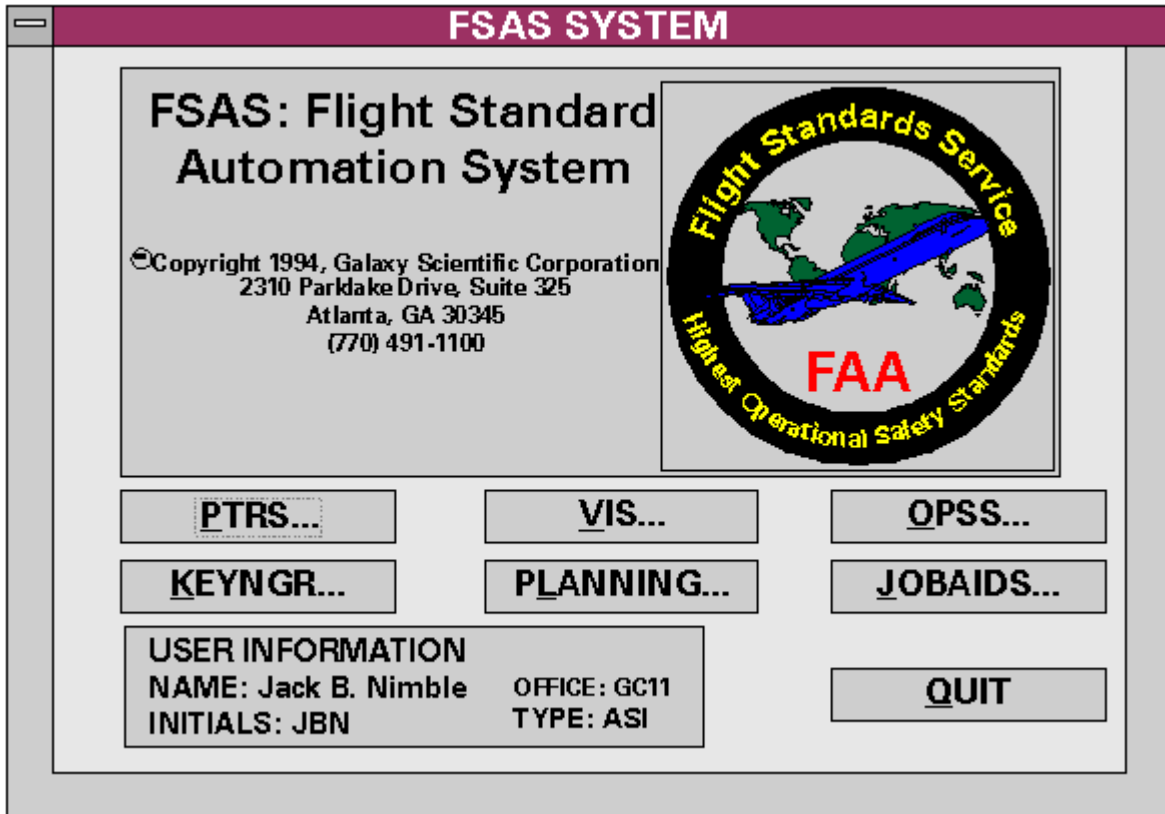 FSAS SYSTEM
FSAS: Flight Standard
Automation System
©Copyright 1994, Galaxy Scientific Corporation
2310 Parklake Drive, Suite 325
Atlanta, GA 30345
(770) 491-1100
Flight Standards Service
FAA
Highest Operational Safety Standards
PTRS...
VIS...
OPSS...
KEYNGR...
PLANNING...
JOBAIDS...
USER INFORMATION
NAME: Jack B. Nimble
OFFICE: GC11
INITIALS: JBN
TYPE: ASI
QUIT